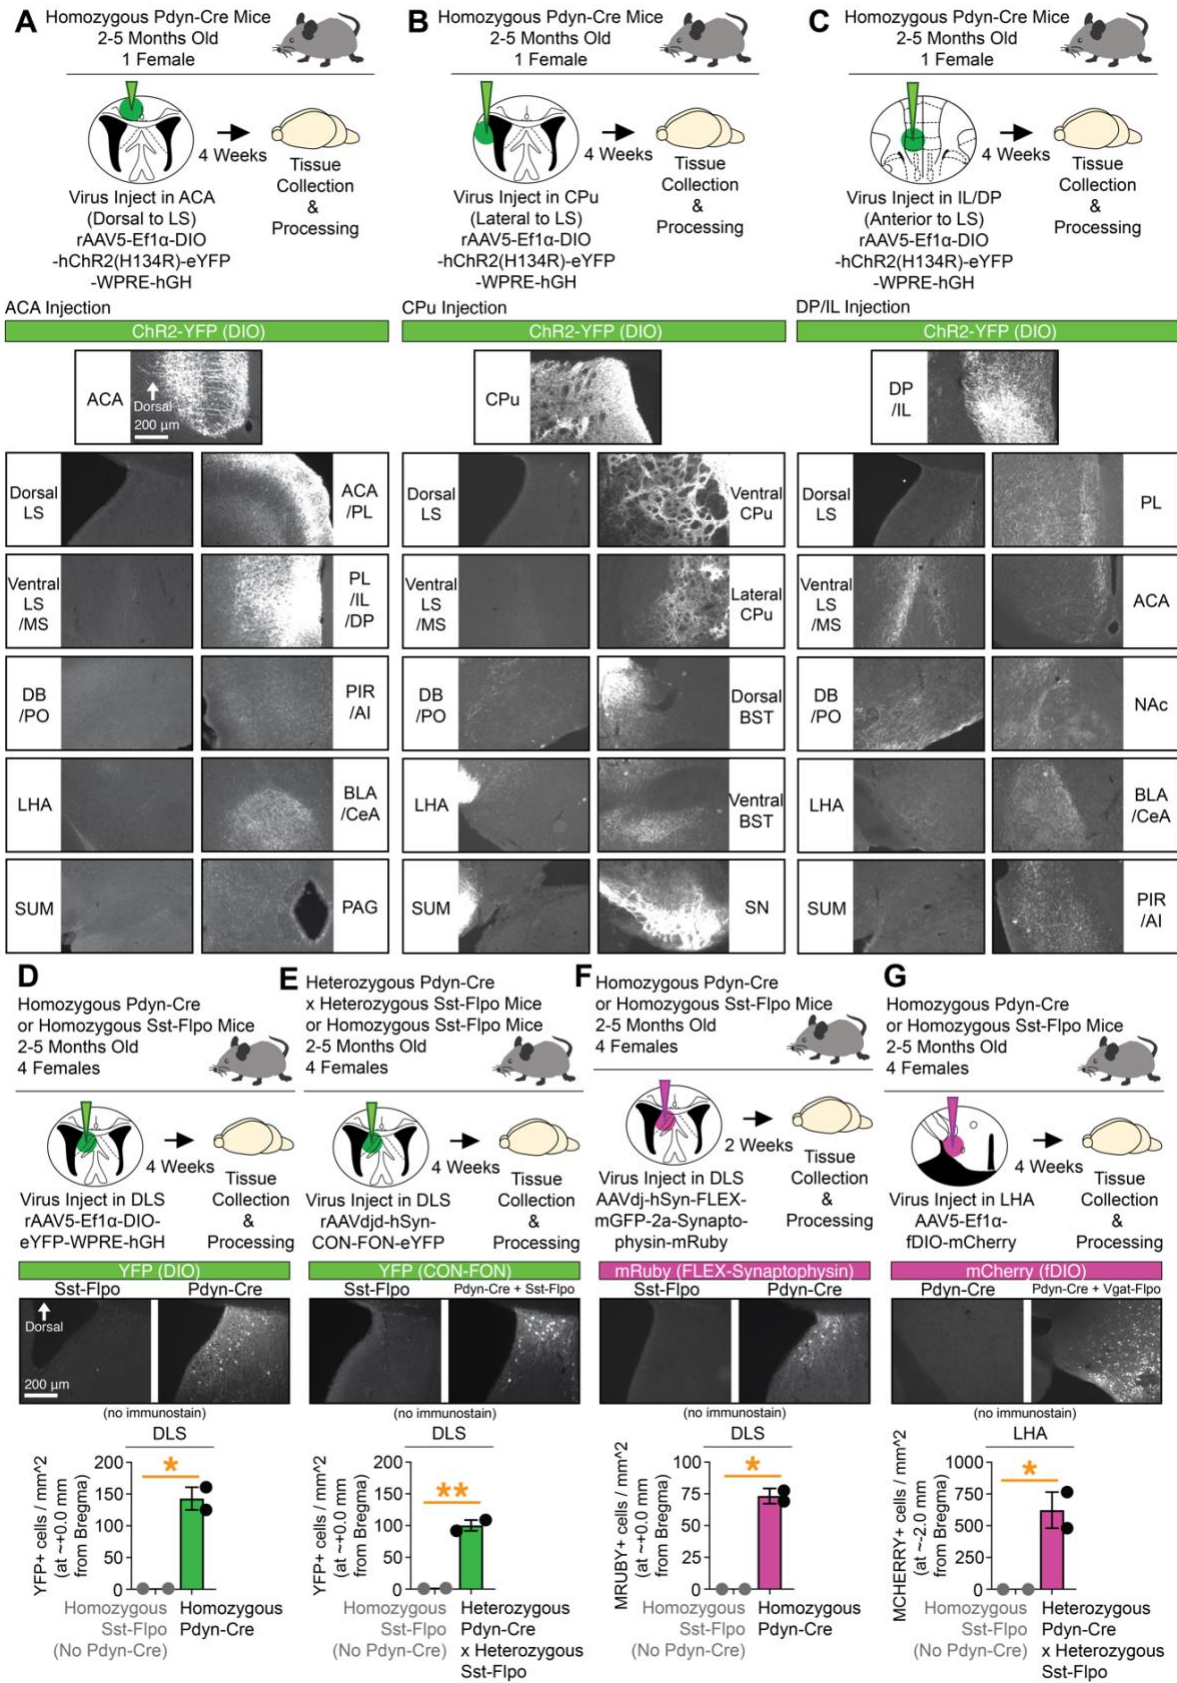 A
Homozygous Pdyn-Cre Mice
2-5 Months Old
1 Female
4 Weeks
Tissue
Collection
&
Processing
Virus Inject in ACA
(Dorsal to LS)
rAAV5-Ef1α-DIO
-hChR2(H134R)-eYFP
-WPRE-hGH
B
Homozygous Pdyn-Cre Mice
2-5 Months Old
1 Female
4 Weeks
Tissue
Collection
&
Processing
Virus Inject in CPu
(Lateral to LS)
rAAV5-Ef1α-DIO
-hChR2(H134R)-eYFP
-WPRE-hGH
C
Homozygous Pdyn-Cre Mice
2-5 Months Old
1 Female
4 Weeks
Tissue
Collection
&
Processing
Virus Inject in IL/DP
(Anterior to LS)
rAAV5-Ef1α-DIO
-hChR2(H134R)-eYFP
-WPRE-hGH
ACA Injection
ChR2-YFP (DIO)
ACA
Dorsal
200 µm
Dorsal
LS
ACA
/PL
Ventral
LS
/MS
PL
/IL
/DP
DB
/PO
PIR
/AI
LHA
BLA
/CeA
SUM
PAG
CPu Injection
ChR2-YFP (DIO)
CPu
Dorsal
LS
Ventral
CPu
Ventral
LS
/MS
Lateral
CPu
DB
/PO
Dorsal
BST
LHA
Ventral
BST
SUM
SN
DP/IL Injection
ChR2-YFP (DIO)
DP
/IL
Dorsal
LS
PL
Ventral
LS
/MS
ACA
DB
/PO
NAc
LHA
BLA
/CeA
SUM
PIR
/AI
D
Homozygous Pdyn-Cre
or Homozygous Sst-Flpo Mice
2-5 Months Old
4 Females
4 Weeks
Tissue
Collection
&
Processing
Virus Inject in DLS
rAAV5-Ef1α-DIO-
eYFP-WPRE-hGH
YFP (DIO)
Sst-Flpo Pdyn-Cre
Dorsal
200 µm
(no immunostain)
DLS
*
200
150
100
50
0
YFP+ cells / mm^2
(at ~+0.0 mm
from Bregma)
Homozygous
Sst-Flpo
(No Pdyn-Cre)
Homozygous
Pdyn-Cre
E
Heterozygous Pdyn-Cre
x Heterozygous Sst-Flpo Mice
or Homozygous Sst-Flpo Mice
2-5 Months Old
4 Females
4 Weeks
Tissue
Collection
&
Processing
Virus Inject in DLS
rAAVdjd-hSyn-
CON-FON-eYFP
YFP (CON-FON)
Sst-Flpo Pdyn-Cre + Sst-Flpo
(no immunostain)
DLS
**
200
150
100
50
0
YFP+ cells / mm^2
(at ~+0.0 mm
from Bregma)
Homozygous
Sst-Flpo
(No Pdyn-Cre)
Heterozygous
Pdyn-Cre
x Heterozygous
Sst-Flpo
F
Homozygous Pdyn-Cre
or Homozygous Sst-Flpo Mice
2-5 Months Old
4 Females
2 Weeks
Tissue
Collection
&
Processing
Virus Inject in DLS
AAVdj-hSyn-FLEX-
mGFP-2a-Synapto-
physin-mRuby
mRuby (FLEX-Synaptophysin)
Sst-Flpo Pdyn-Cre
(no immunostain)
DLS
*
100
75
50
25
0
MRUBY+ cells / mm^2
(at ~+0.0 mm
from Bregma)
Homozygous
Sst-Flpo
(No Pdyn-Cre)
Homozygous
Pdyn-Cre
G
Homozygous Pdyn-Cre
or Homozygous Sst-Flpo Mice
2-5 Months Old
4 Females
4 Weeks
Tissue
Collection
&
Processing
Virus Inject in LHA
AAV5-Ef1α-
fDIO-mCherry
mCherry (fDIO)
Pdyn-Cre Pdyn-Cre + Vgat-Flpo
(no immunostain)
LHA
*
1000
750
500
250
0
MCHERRY+ cells / mm^2
(at ~-2.0 mm
from Bregma)
Homozygous
Sst-Flpo
(No Pdyn-Cre)
Heterozygous
Pdyn-Cre
x Heterozygous
Sst-Flpo